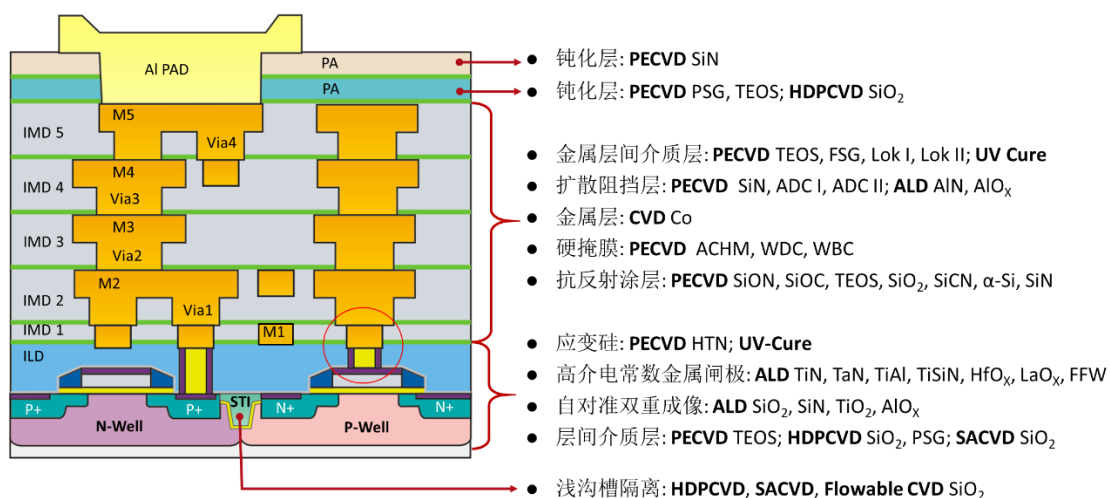 Al PAD
PA
PA
M5
IMD 5
Via4
M4
IMD 4
Via3
M3
IMD 3
Via2
M2
IMD 2
Via1
IMD 1
M1
ILD
P+
P+
STI
N+
N+
N-Well
P-Well
● 钝化层: PECVD SiN
● 钝化层: PECVD PSG, TEOS; HDPCVD SiO₂
● 金属层间介质层: PECVD TEOS, FSG, Lok I, Lok II; UV Cure
● 扩散阻挡层: PECVD SiN, ADC I, ADC II; ALD AlN, AlOₓ
● 金属层: CVD Co
● 硬掩膜: PECVD ACHM, WDC, WBC
● 抗反射涂层: PECVD SiON, SiOC, TEOS, SiO₂, SiCN, α-Si, SiN
● 应变硅: PECVD HTN; UV-Cure
● 高介电常数金属闸极: ALD TiN, TaN, TiAl, TiSiN, HfOₓ, LaOₓ, FFW
● 自对准双重成像: ALD SiO₂, SiN, TiO₂, AlOₓ
● 层间介质层: PECVD TEOS; HDPCVD SiO₂, PSG; SACVD SiO₂
● 浅沟槽隔离: HDPCVD, SACVD, Flowable CVD SiO₂